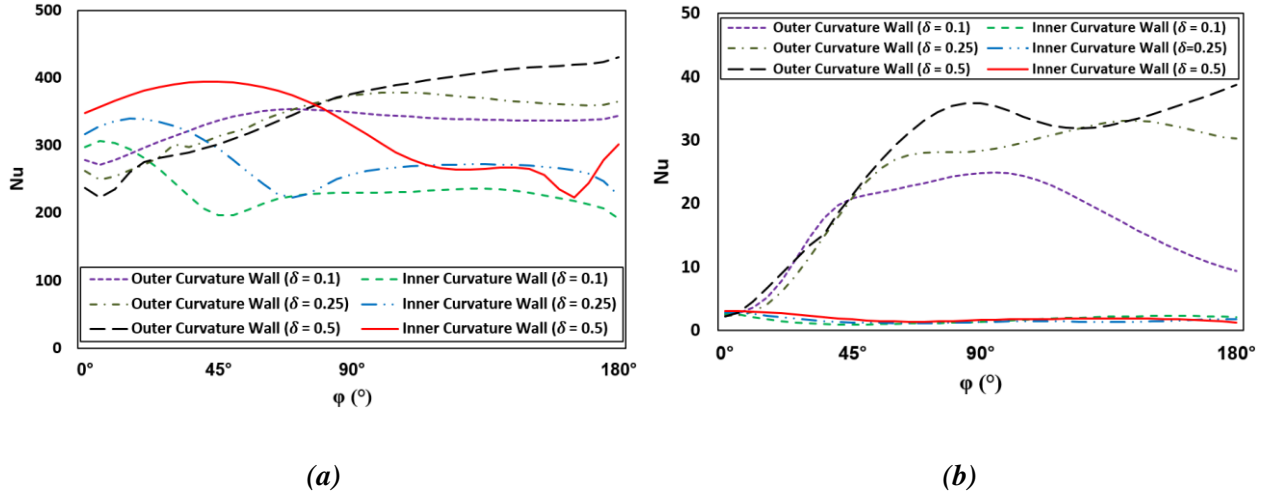 500
400
300
200
100
0
Nu
Outer Curvature Wall (δ = 0.1) Inner Curvature Wall (δ = 0.1)
Outer Curvature Wall (δ = 0.25) Inner Curvature Wall (δ = 0.25)
Outer Curvature Wall (δ = 0.5) Inner Curvature Wall (δ = 0.5)
0° 45° 90° 180°
φ (°)
(a)
50
40
30
20
10
0
Nu
Outer Curvature Wall (δ = 0.1) Inner Curvature Wall (δ = 0.1)
Outer Curvature Wall (δ = 0.25) Inner Curvature Wall (δ=0.25)
Outer Curvature Wall (δ = 0.5) Inner Curvature Wall (δ = 0.5)
0° 45° 90° 180°
φ (°)
(b)